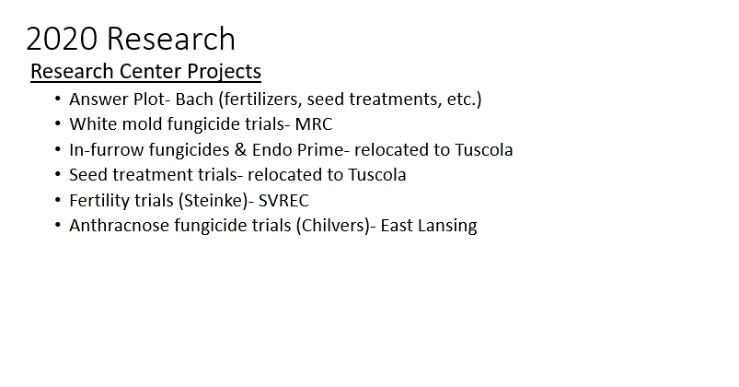 2020 Research
Research Center Projects
• Answer Plot- Bach (fertilizers, seed treatments, etc.)
• White mold fungicide trials- MRC
• In-furrow fungicides & Endo Prime- relocated to Tuscola
• Seed treatment trials- relocated to Tuscola
• Fertility trials (Steinke)- SVREC
• Anthracnose fungicide trials (Chilvers)- East Lansing